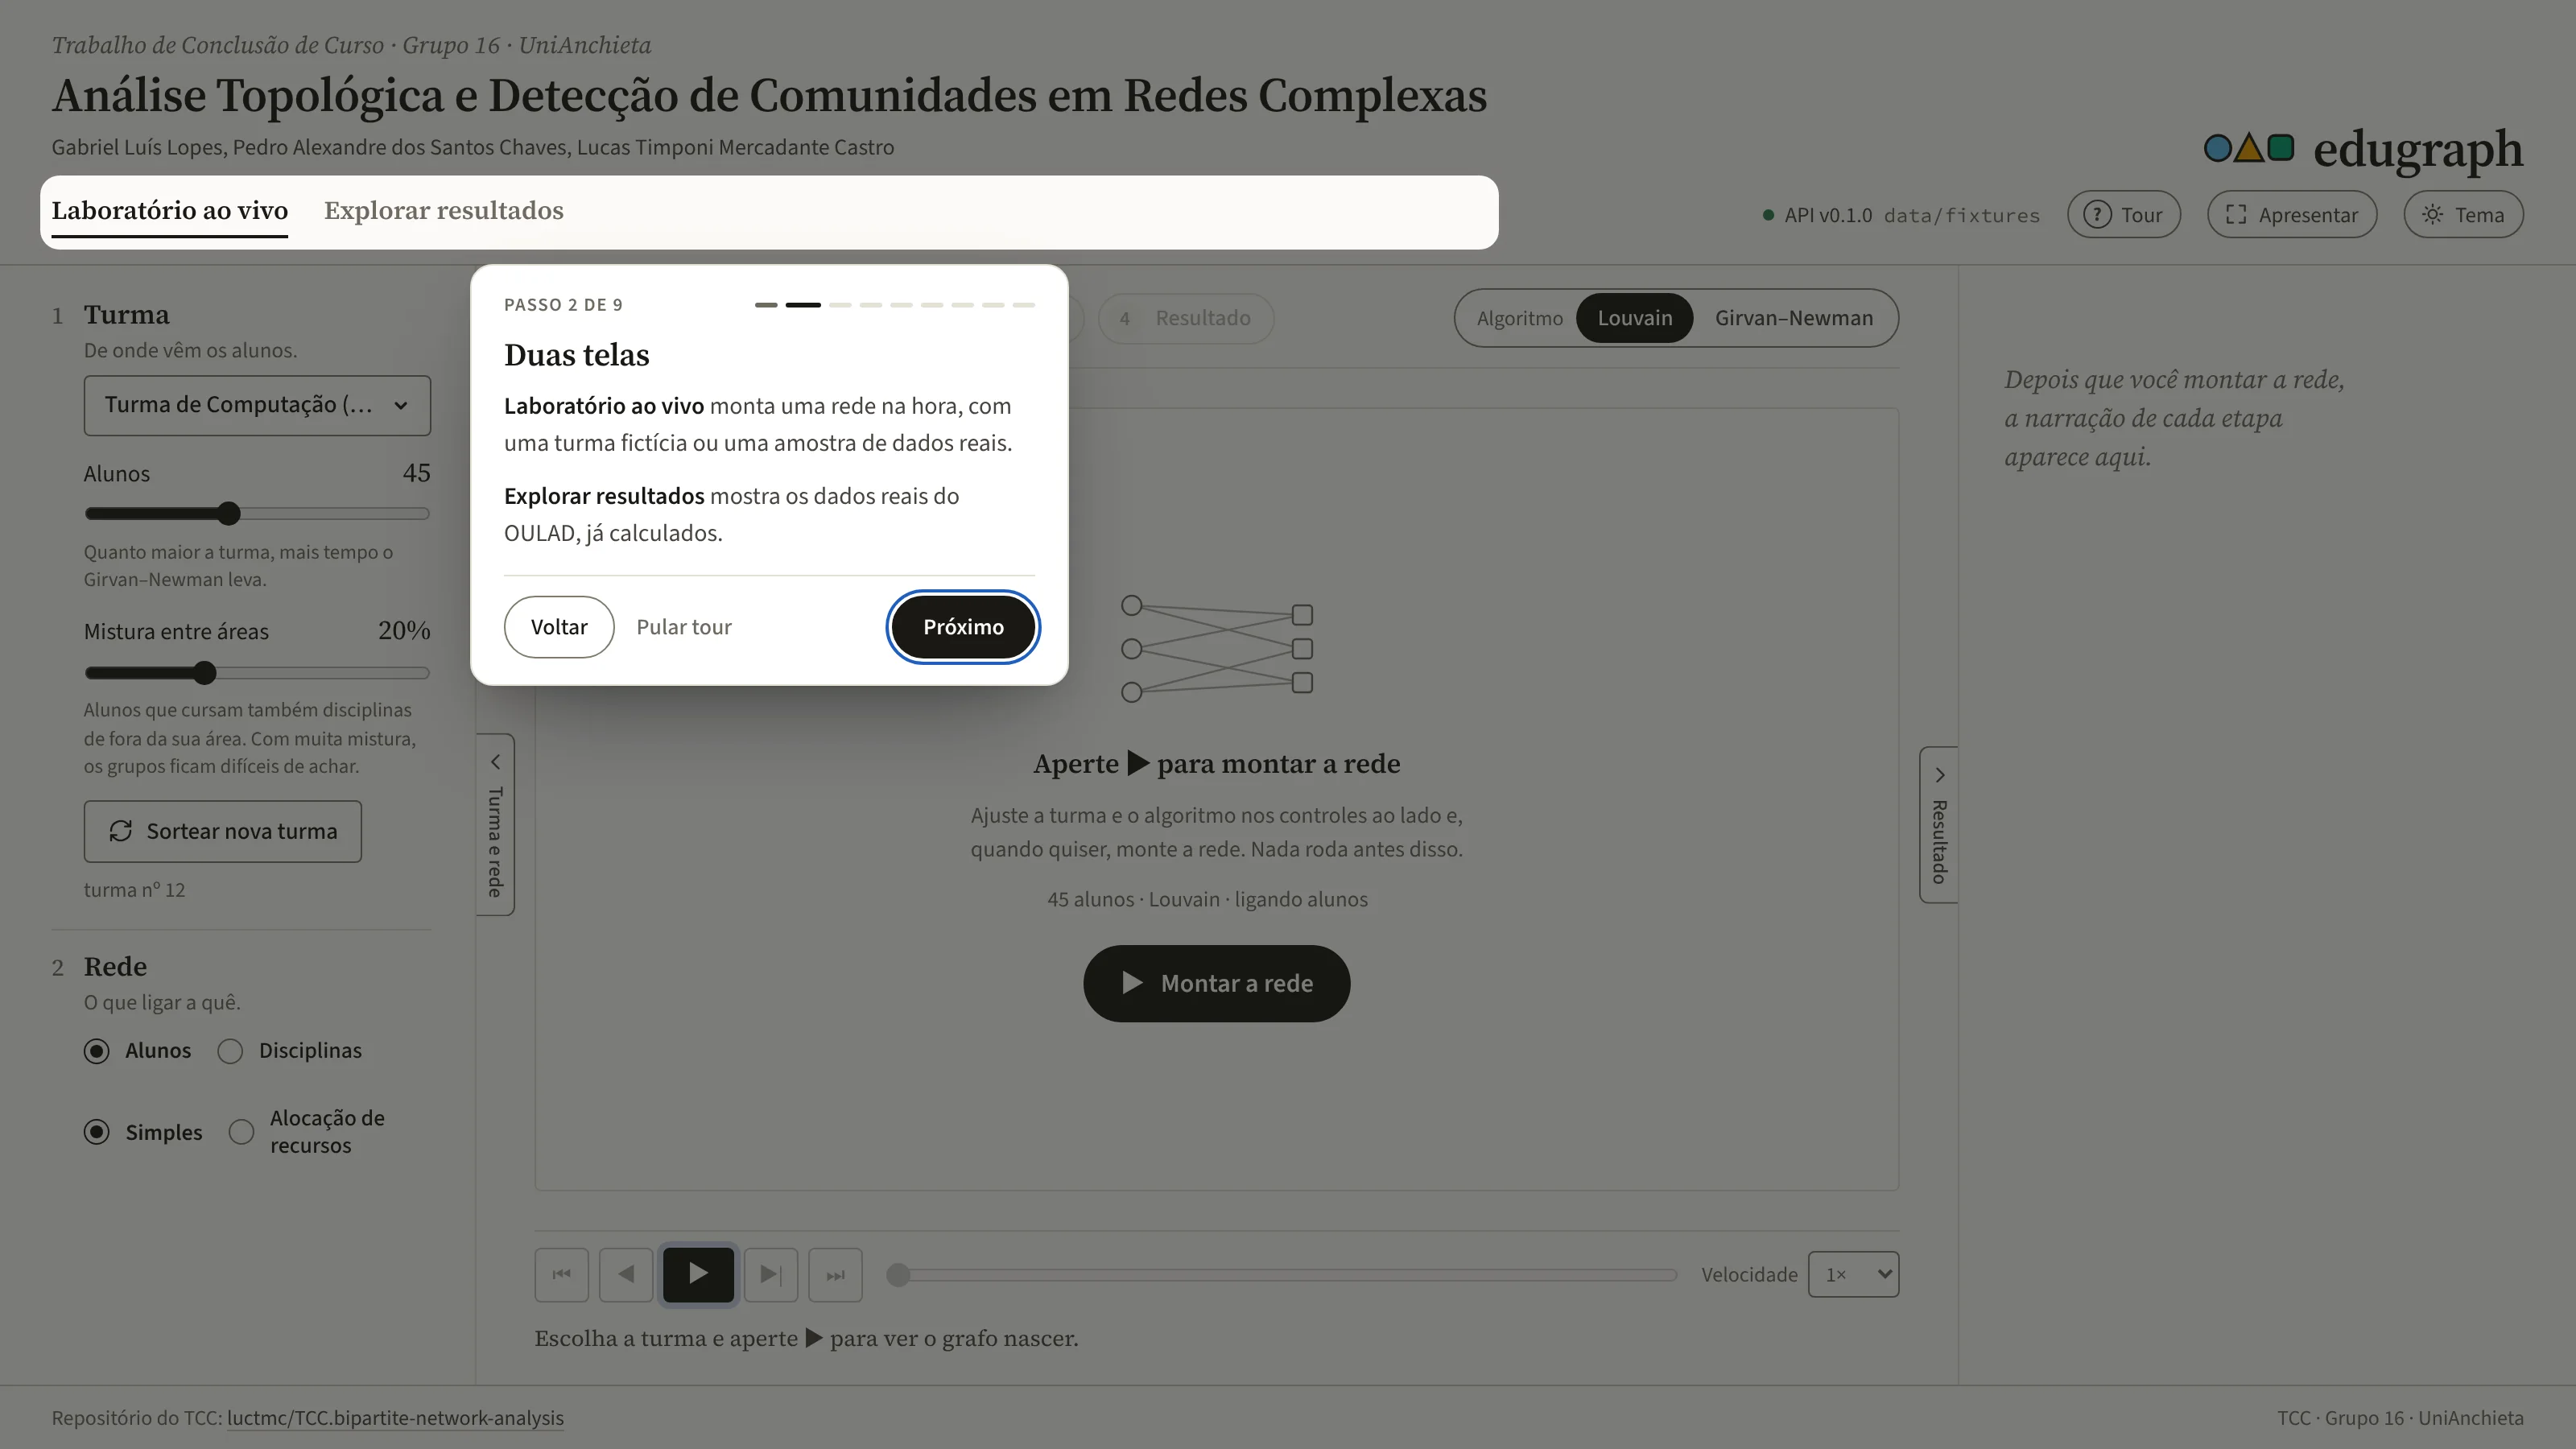 Trabalho de Conclusão de Curso · Grupo 16 · UniAnchieta
Análise Topológica e Detecção de Comunidades em Redes Complexas
Gabriel Luís Lopes, Pedro Alexandre dos Santos Chaves, Lucas Timponi Mercadante Castro
edugraph
Laboratório ao vivo
Explorar resultados
API v0.1.0 data/fixtures
? Tour
Apresentar
Tema
1 Turma
De onde vêm os alunos.
Turma de Computação (…
Alunos 45
Quanto maior a turma, mais tempo o
Girvan–Newman leva.
Mistura entre áreas 20%
Alunos que cursam também disciplinas
de fora da sua área. Com muita mistura,
os grupos ficam difíceis de achar.
Sortear nova turma
turma nº 12
2 Rede
O que ligar a quê.
Alunos
Disciplinas
Simples
Alocação de
recursos
Turma e rede
PASSO 2 DE 9
Duas telas
Laboratório ao vivo monta uma rede na hora, com
uma turma fictícia ou uma amostra de dados reais.
Explorar resultados mostra os dados reais do
OULAD, já calculados.
Voltar
Pular tour
Próximo
4 Resultado
Algoritmo
Louvain
Girvan–Newman
Aperte ▶ para montar a rede
Ajuste a turma e o algoritmo nos controles ao lado e,
quando quiser, monte a rede. Nada roda antes disso.
45 alunos · Louvain · ligando alunos
Montar a rede
Velocidade 1×
Escolha a turma e aperte ▶ para ver o grafo nascer.
Resultado
Depois que você montar a rede,
a narração de cada etapa
aparece aqui.
Repositório do TCC: luctmc/TCC.bipartite-network-analysis
TCC · Grupo 16 · UniAnchieta